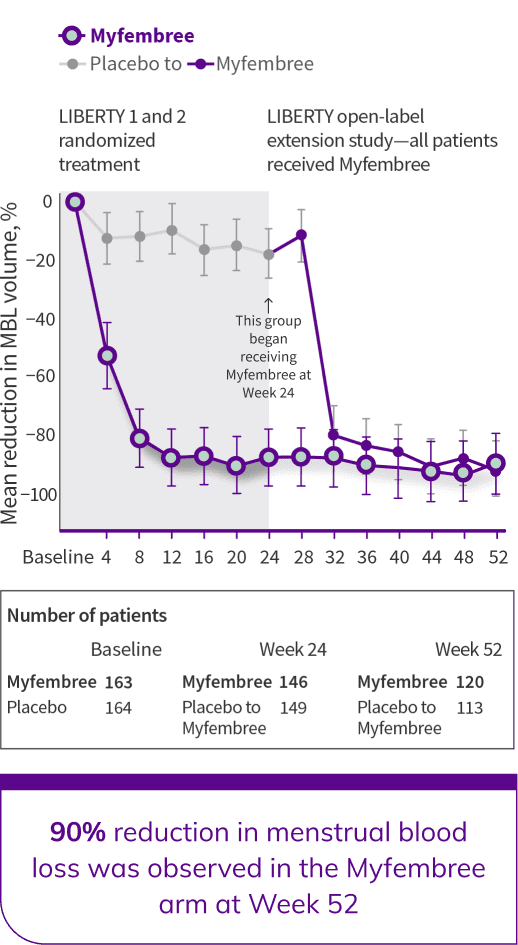 Myfembree
Placebo to Myfembree
LIBERTY 1 and 2
randomized
treatment
LIBERTY open-label
extension study—all patients
received Myfembree
Mean reduction in MBL volume, %
0
−20
−40
−60
−80
−100
This group
began
receiving
Myfembree at
Week 24
Baseline 4 8 12 16 20 24 28 32 36 40 44 48 52
Number of patients
Baseline Week 24 Week 52
Myfembree 163 Myfembree 146 Myfembree 120
Placebo 164 Placebo to 149 Placebo to 113
Myfembree Myfembree
90% reduction in menstrual blood
loss was observed in the Myfembree
arm at Week 52